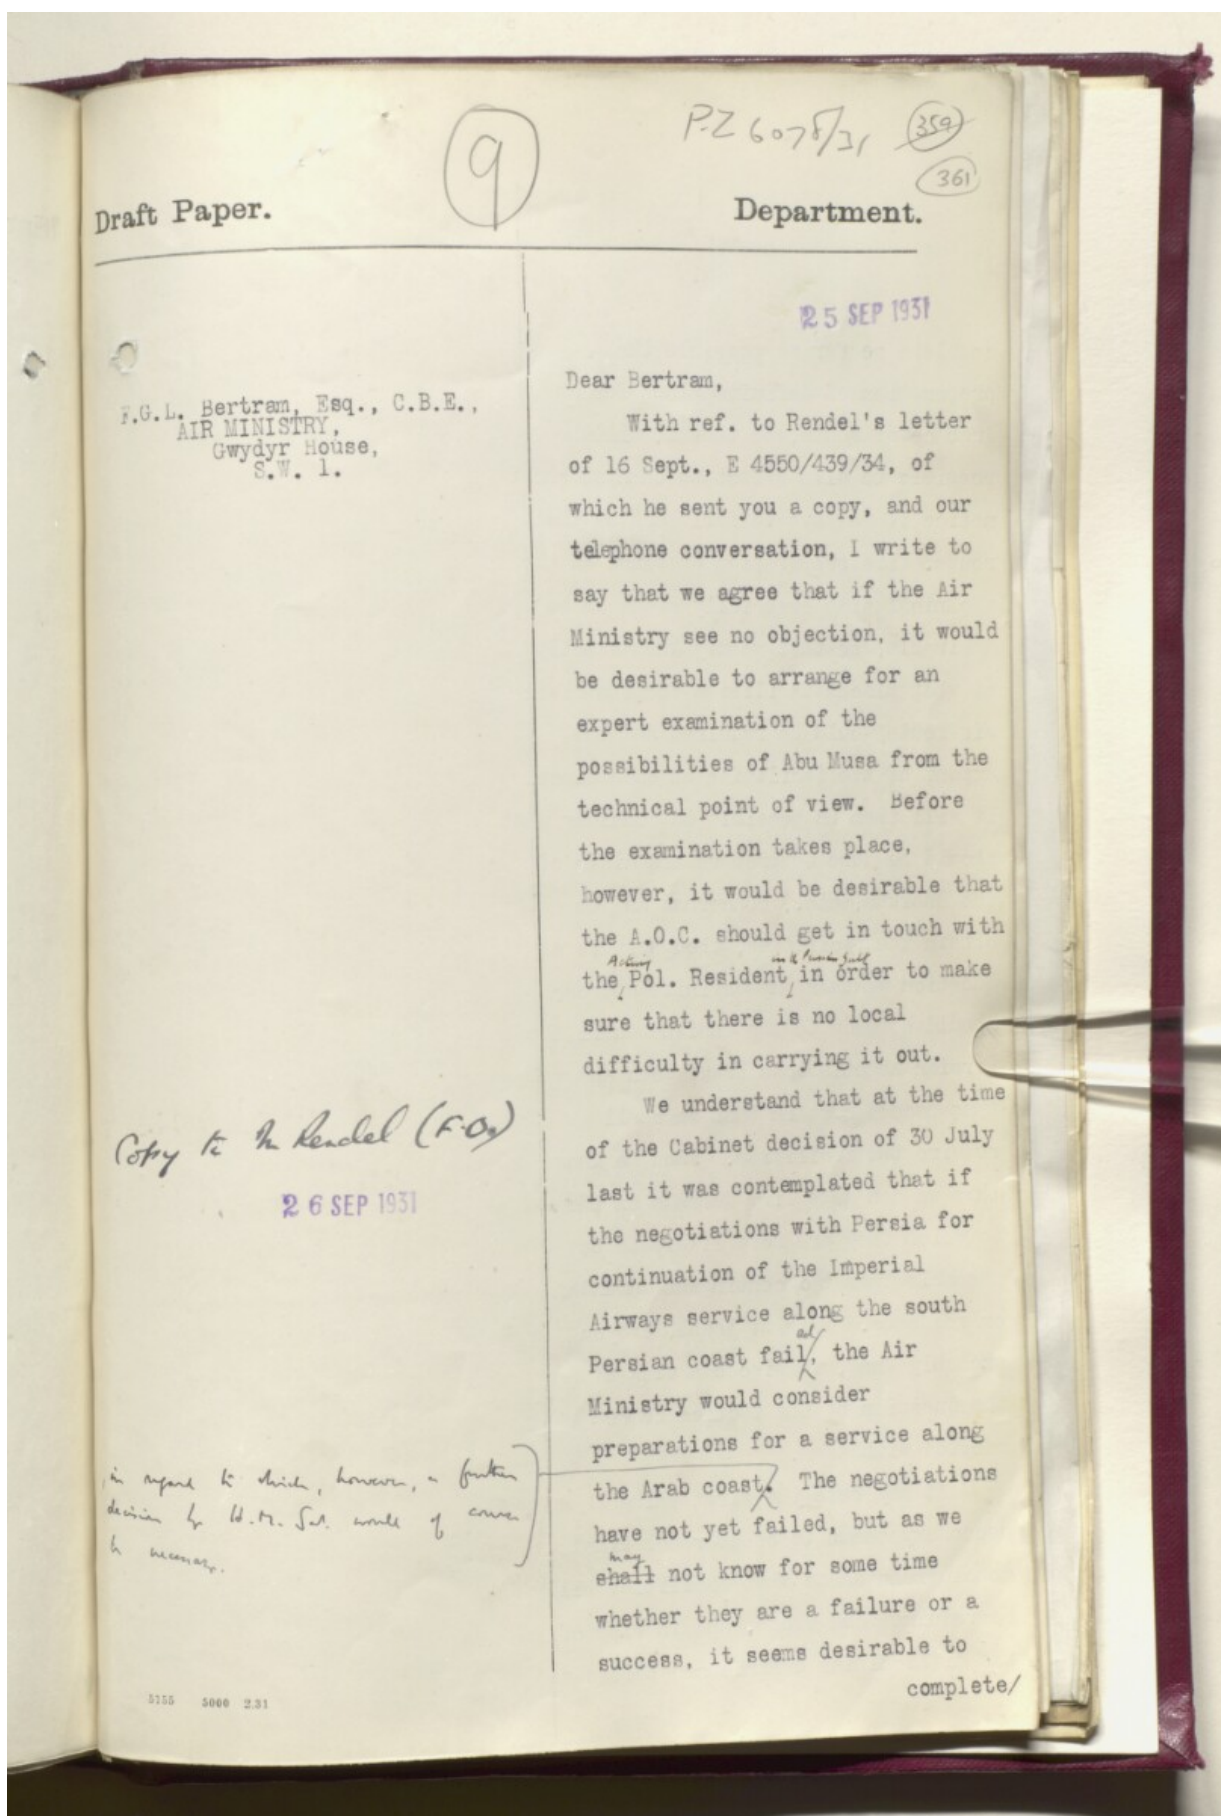 P.Z 6078/31
359
361
9
Draft Paper.
Department.
25 SEP 1931
F.G.L. Bertram, Esq., C.B.E.,
AIR MINISTRY,
Gwydyr House,
S.W. 1.
Dear Bertram,
With ref. to Rendel's letter
of 16 Sept., E 4550/439/34, of
which he sent you a copy, and our
telephone conversation, I write to
say that we agree that if the Air
Ministry see no objection, it would
be desirable to arrange for an
expert examination of the
possibilities of Abu Musa from the
technical point of view. Before
the examination takes place,
however, it would be desirable that
the A.O.C. should get in touch with
Acting in the Persian Gulf
the Pol. Resident in order to make
sure that there is no local
difficulty in carrying it out.
We understand that at the time
of the Cabinet decision of 30 July
last it was contemplated that if
the negotiations with Persia for
continuation of the Imperial
Airways service along the south
ed
Persian coast fail, the Air
Ministry would consider
preparations for a service along
the Arab coast. The negotiations
have not yet failed, but as we
may
shall not know for some time
whether they are a failure or a
success, it seems desirable to
complete/
Copy to Mr Rendel (F.O.)
26 SEP 1931
, in regard to which, however, a further
decision by H.M. Govt. would of course
be necessary.
5755 5000 2.31